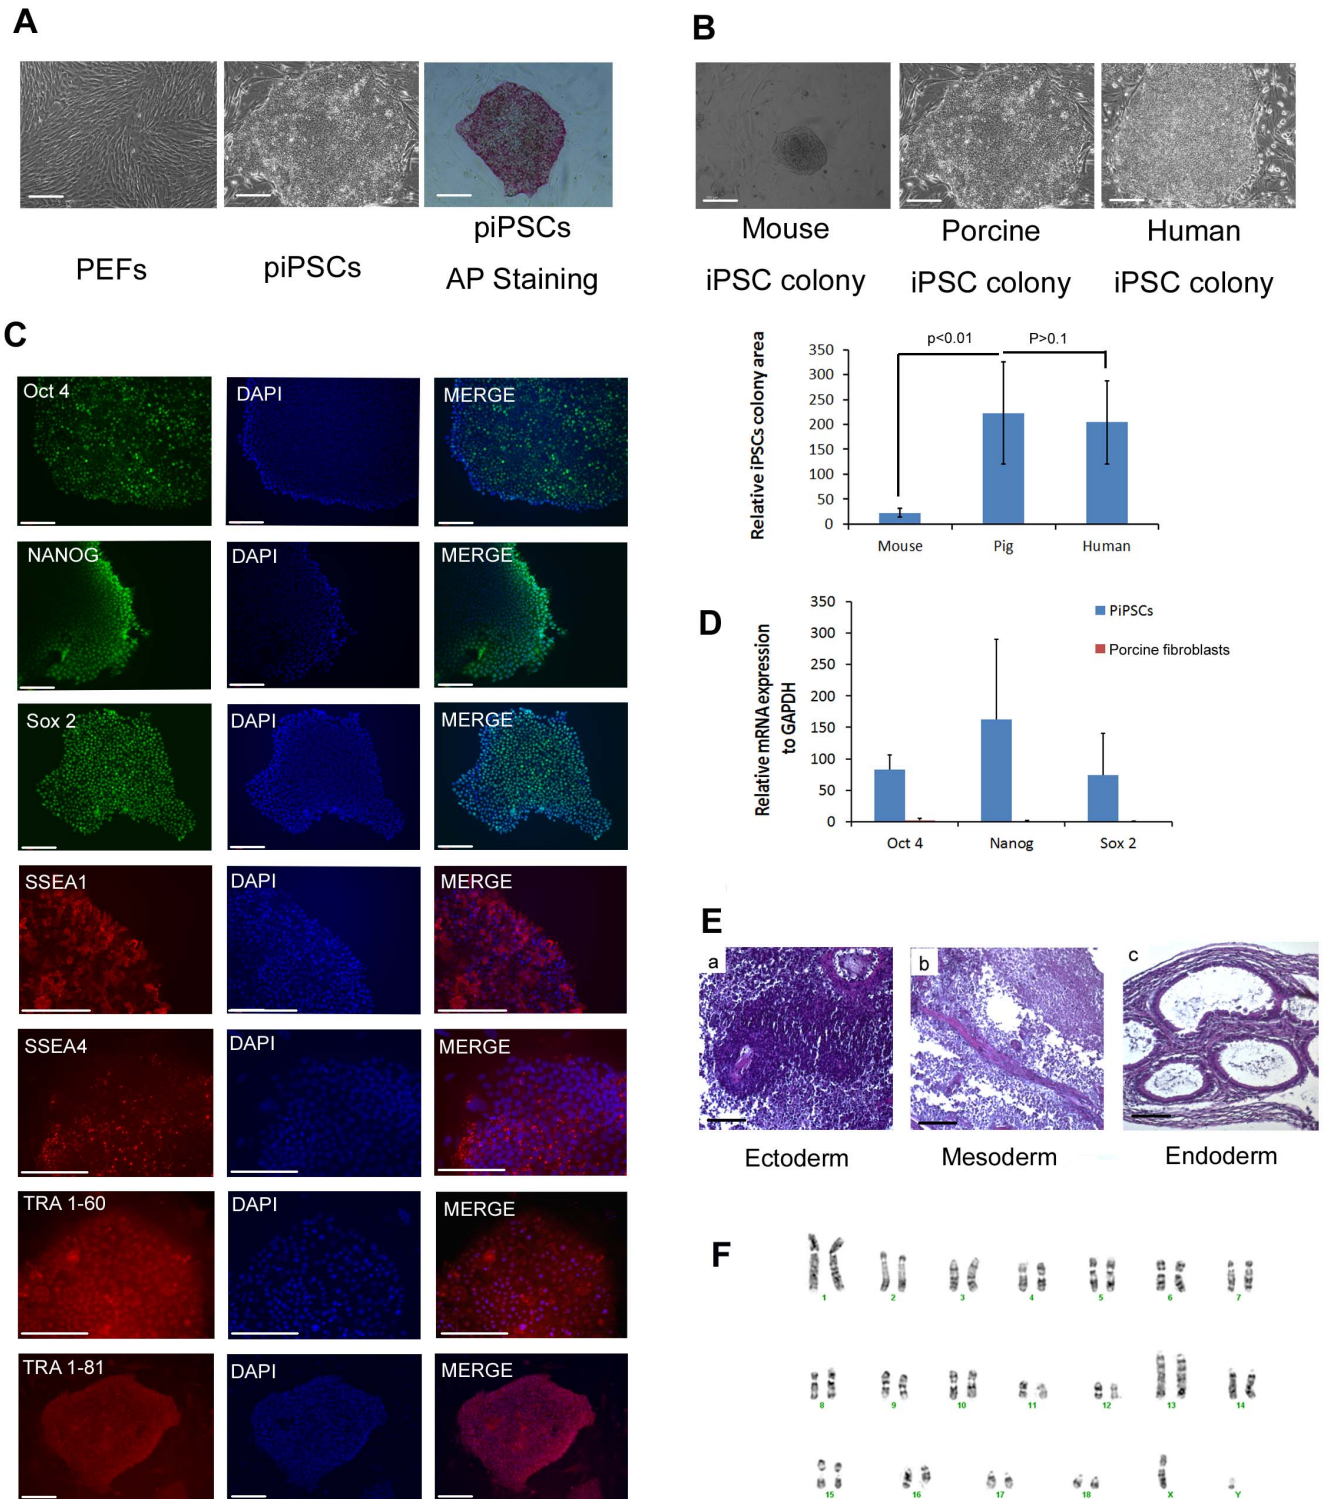 A
PEFs
piPSCs
piPSCs
AP Staining
B
Mouse
iPSC colony
Porcine
iPSC colony
Human
iPSC colony
Relative iPSCs colony area
350
300
250
200
150
100
50
0
p<0.01
P>0.1
Mouse
Pig
Human
C
Oct 4
DAPI
MERGE
NANOG
DAPI
MERGE
Sox 2
DAPI
MERGE
SSEA1
DAPI
MERGE
SSEA4
DAPI
MERGE
TRA 1-60
DAPI
MERGE
TRA 1-81
DAPI
MERGE
D
Relative mRNA expression
to GAPDH
350
300
250
200
150
100
50
0
PiPSCs
Porcine fibroblasts
Oct 4
Nanog
Sox 2
E
a
b
c
Ectoderm
Mesoderm
Endoderm
F
1 2 3 4 5 6 7
8 9 10 11 12 13 14
15 16 17 18 X Y